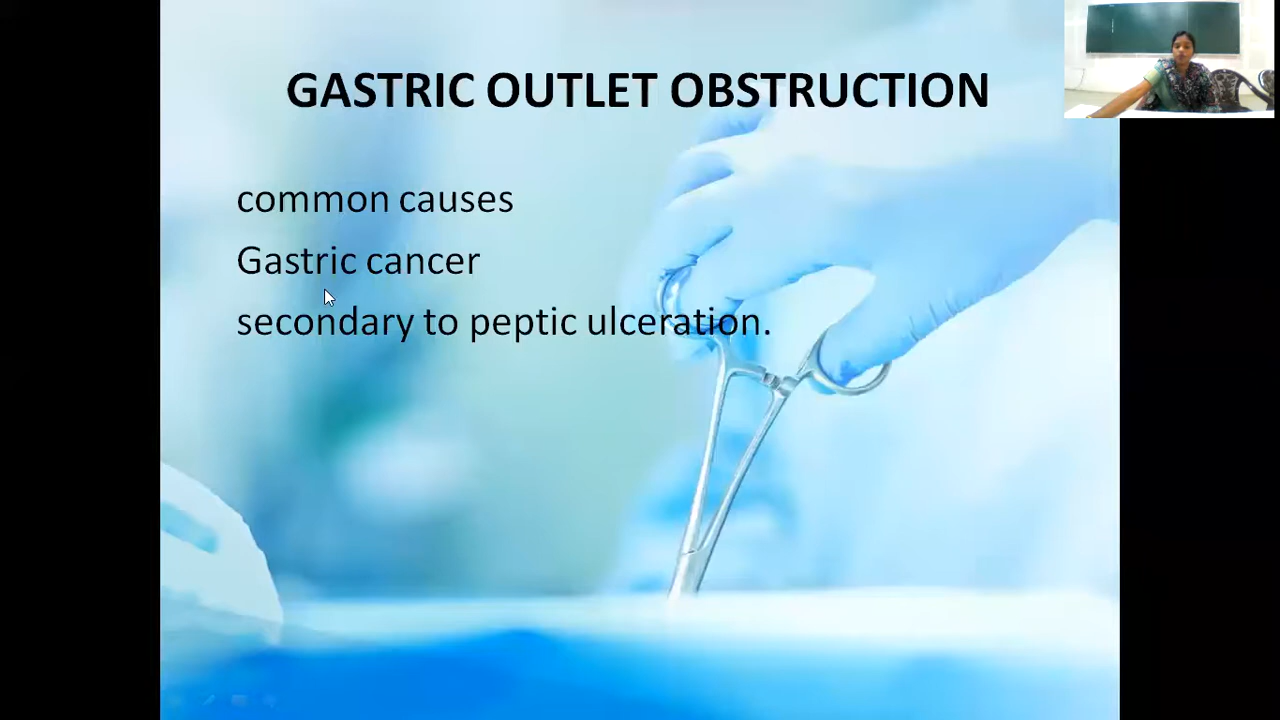 GASTRIC OUTLET OBSTRUCTION
common causes
Gastric cancer
secondary to peptic ulceration.